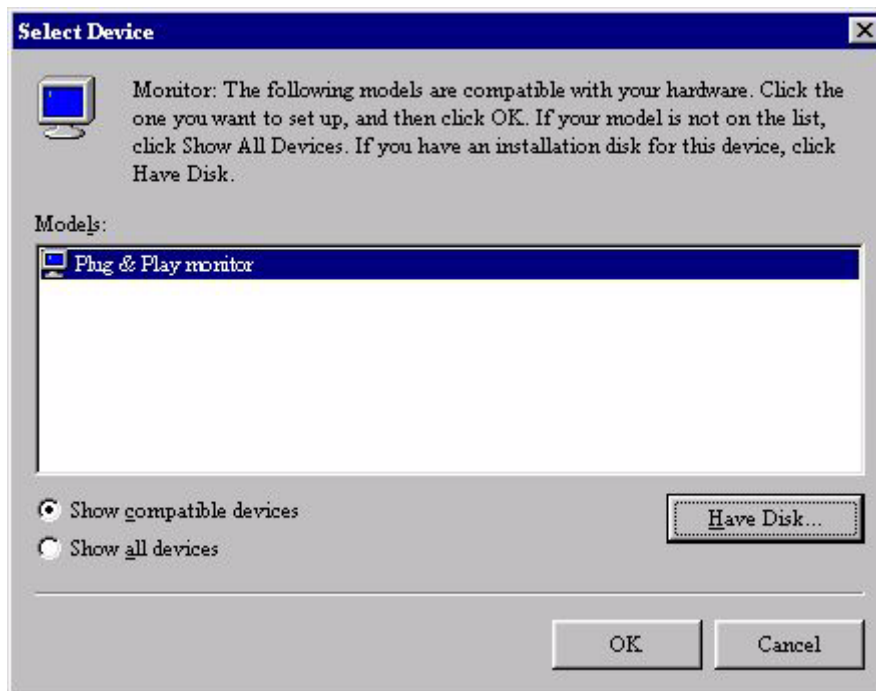 Select Device
Monitor: The following models are compatible with your hardware. Click the
one you want to set up, and then click OK. If your model is not on the list,
click Show All Devices. If you have an installation disk for this device, click
Have Disk.
Models:
Plug & Play monitor
Show compatible devices
Have Disk...
Show all devices
OK
Cancel